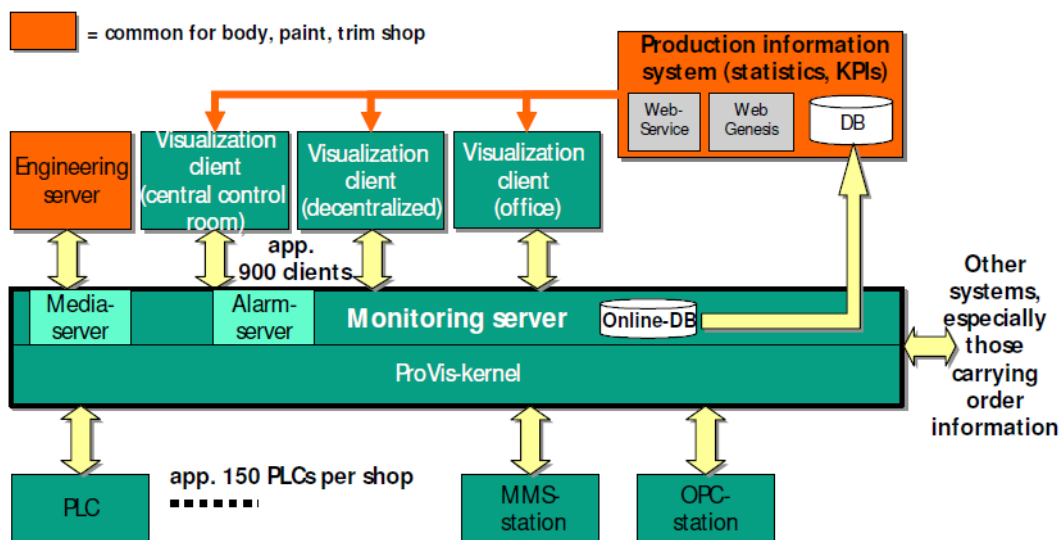 = common for body, paint, trim shop
Production information
system (statistics, KPIs)
Web-
Service
Web
Genesis
DB
Engineering
server
Visualization
client
(central control
room)
Visualization
client
(decentralized)
Visualization
client
(office)
app.
900 clients
Media-
server
Alarm-
server
Monitoring server
Online-DB
ProVis-kernel
Other
systems,
especially
those
carrying
order
information
PLC
app. 150 PLCs per shop
MMS-
station
OPC-
station